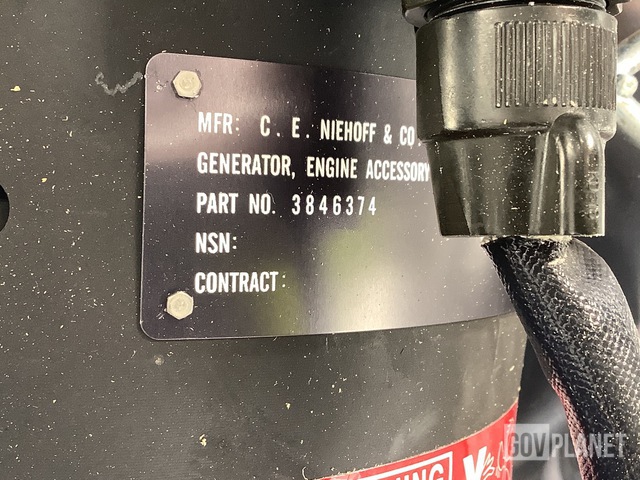 MFR: C. E. NIEHOFF & CO.
GENERATOR, ENGINE ACCESSORY
PART NO. 3846374
NSN:
CONTRACT:
GOVPLANET